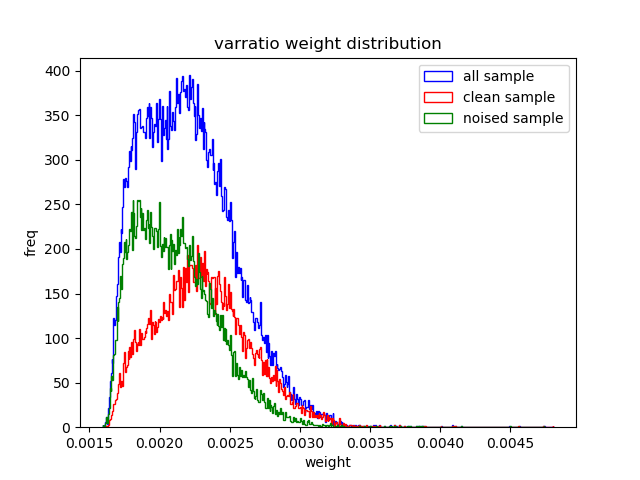 varratio weight distribution
all sample
clean sample
noised sample
400
350
300
250
200
150
100
50
0
freq
0.0015 0.0020 0.0025 0.0030 0.0035 0.0040 0.0045
weight